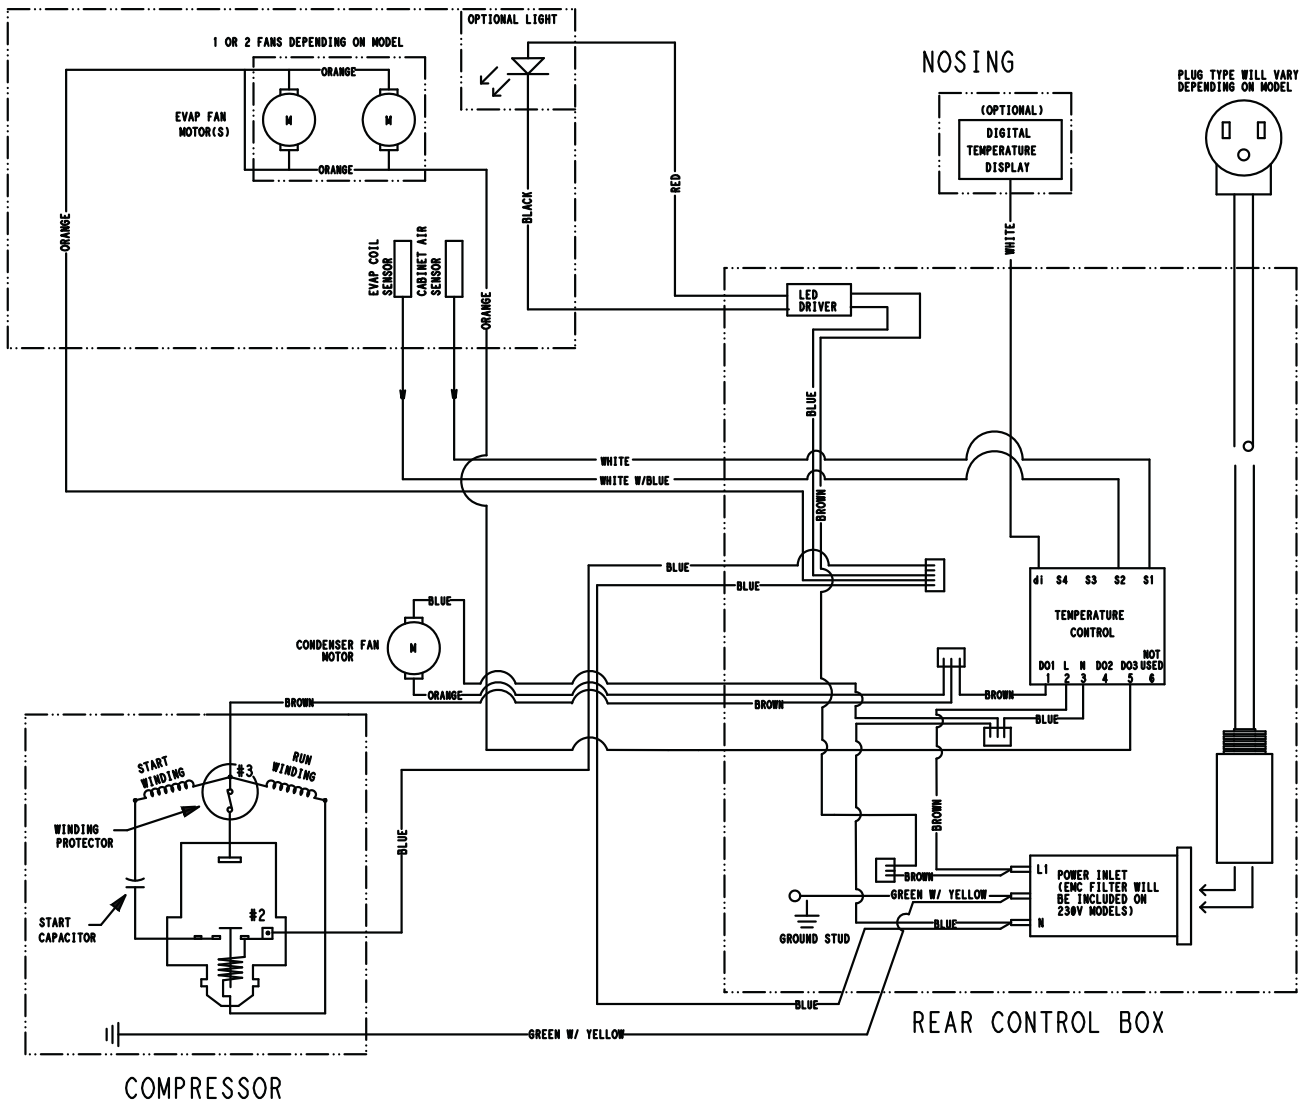 OPTIONAL LIGHT
1 OR 2 FANS DEPENDING ON MODEL
ORANGE
EVAP FAN
MOTOR(S)
M
M
ORANGE
ORANGE
BLACK
RED
EVAP COIL
SENSOR
CABINET AIR
SENSOR
ORANGE
NOSING
(OPTIONAL)
DIGITAL
TEMPERATURE
DISPLAY
WHITE
PLUG TYPE WILL VARY
DEPENDING ON MODEL
LED
DRIVER
BLUE
BROWN
WHITE
WHITE W/BLUE
BLUE
BLUE
di S4 S3 S2 S1
TEMPERATURE
CONTROL
NOT
DO1 L N DO2 DO3 USED
1 2 3 4 5 6
BLUE
CONDENSER FAN
MOTOR
M
ORANGE
BROWN
BROWN
BROWN
BLUE
START
WINDING
#3
RUN
WINDING
WINDING
PROTECTOR
START
CAPACITOR
#2
BLUE
BROWN
BROWN
GREEN W/ YELLOW
BLUE
GROUND STUD
L1
N
POWER INLET
(EMC FILTER WILL
BE INCLUDED ON
230V MODELS)
BLUE
GREEN W/ YELLOW
REAR CONTROL BOX
COMPRESSOR